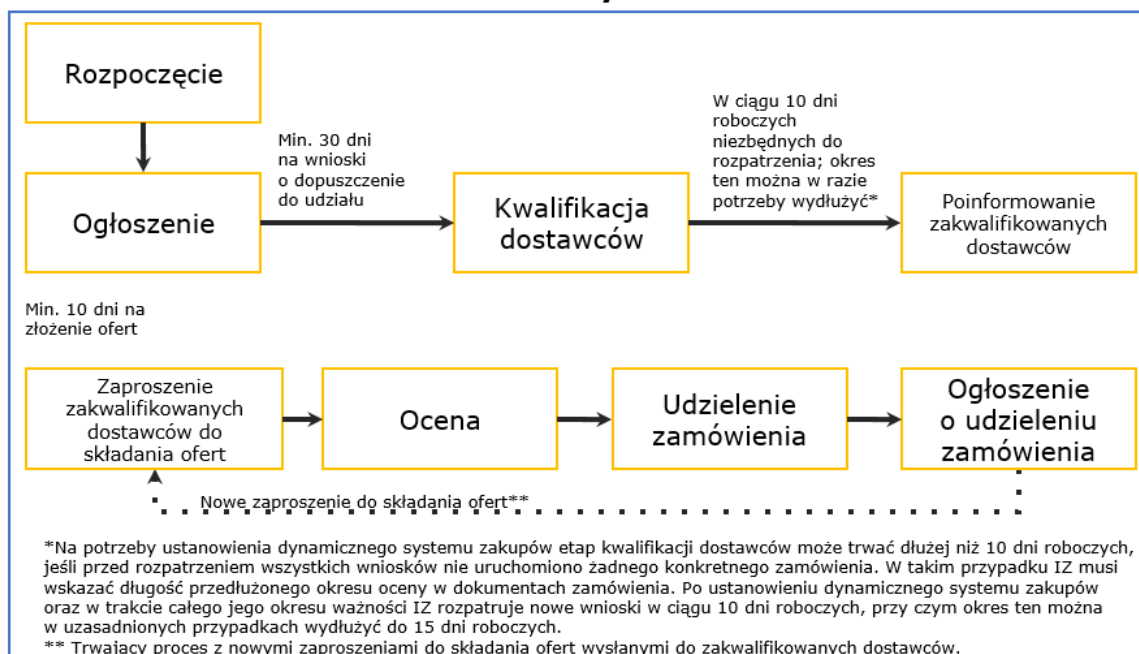 Rozpoczęcie
Min. 30 dni
na wnioski
o dopuszczenie
do udziału
W ciągu 10 dni
roboczych
niezbędnych do
rozpatrzenia; okres
ten można w razie
potrzeby wydłużyć*
Ogłoszenie
Kwalifikacja
dostawców
Poinformowanie
zakwalifikowanych
dostawców
Min. 10 dni na
złożenie ofert
Zaproszenie
zakwalifikowanych
dostawców do
składania ofert
Ocena
Udzielenie
zamówienia
Ogłoszenie
o udzieleniu
zamówienia
Nowe zaproszenie do składania ofert**
*Na potrzeby ustanowienia dynamicznego systemu zakupów etap kwalifikacji dostawców może trwać dłużej niż 10 dni roboczych,
jeśli przed rozpatrzeniem wszystkich wniosków nie uruchomiono żadnego konkretnego zamówienia. W takim przypadku IZ musi
wskazać długość przedłużonego okresu oceny w dokumentach zamówienia. Po ustanowieniu dynamicznego systemu zakupów
oraz w trakcie całego jego okresu ważności IZ rozpatruje nowe wnioski w ciągu 10 dni roboczych, przy czym okres ten można
w uzasadnionych przypadkach wydłużyć do 15 dni roboczych.
** Trwający proces z nowymi zaproszeniami do składania ofert wysłanymi do zakwalifikowanych dostawców.